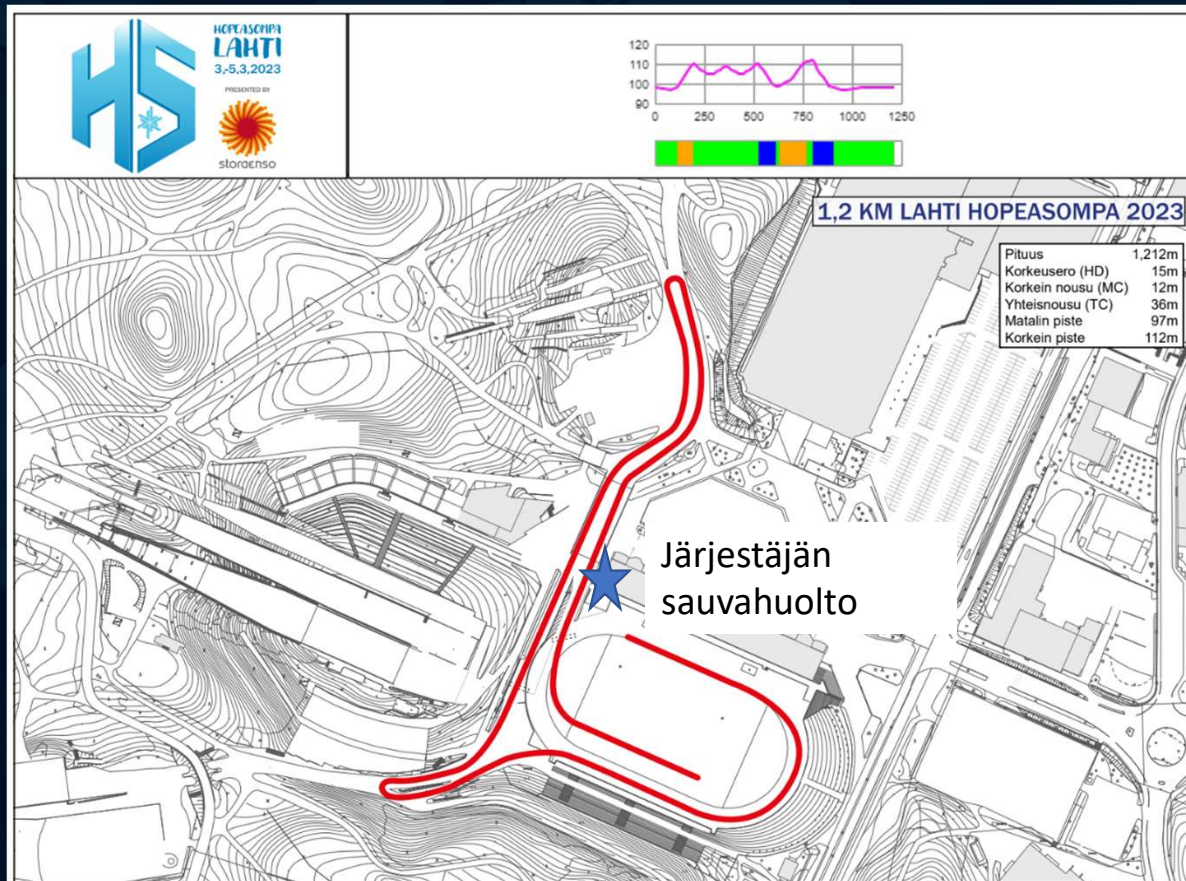 HOPEASOMPA
LAHTI
3.-5.3.2023
PRESENTED BY
storaenso
HS
120
110
100
90
0 250 500 750 1000 1250
1,2 KM LAHTI HOPEASOMPA 2023
Pituus 1,212m
Korkeusero (HD) 15m
Korkein nousu (MC) 12m
Yhteisnousu (TC) 36m
Matalin piste 97m
Korkein piste 112m
Järjestäjän
sauvahuolto